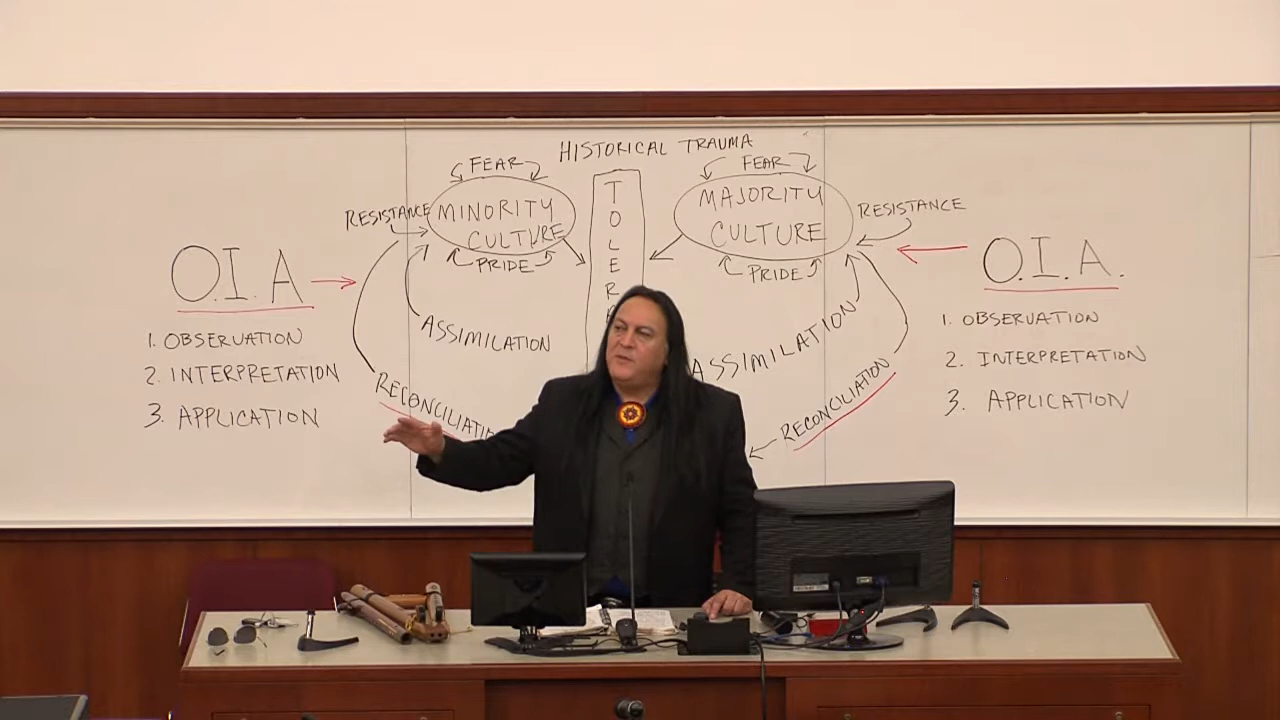 HISTORICAL TRAUMA
FEAR
MINORITY
CULTURE
PRIDE
RESISTANCE
ASSIMILATION
RECONCILIATI
O.I.A
1. OBSERVATION
2. INTERPRETATION
3. APPLICATION
T
O
L
E
R
FEAR
MAJORITY
CULTURE
PRIDE
RESISTANCE
ASSIMILATION
RECONCILIATION
O.I.A.
1. OBSERVATION
2. INTERPRETATION
3. APPLICATION